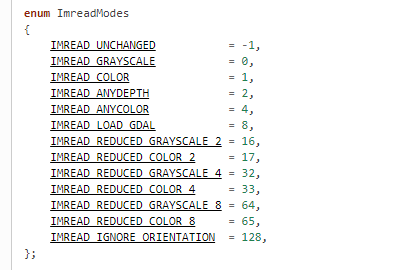 enum ImreadModes
{
    IMREAD_UNCHANGED           = -1,
    IMREAD_GRAYSCALE           = 0,
    IMREAD_COLOR               = 1,
    IMREAD_ANYDEPTH            = 2,
    IMREAD_ANYCOLOR            = 4,
    IMREAD_LOAD_GDAL           = 8,
    IMREAD_REDUCED_GRAYSCALE_2 = 16,
    IMREAD_REDUCED_COLOR_2     = 17,
    IMREAD_REDUCED_GRAYSCALE_4 = 32,
    IMREAD_REDUCED_COLOR_4     = 33,
    IMREAD_REDUCED_GRAYSCALE_8 = 64,
    IMREAD_REDUCED_COLOR_8     = 65,
    IMREAD_IGNORE_ORIENTATION  = 128,
};